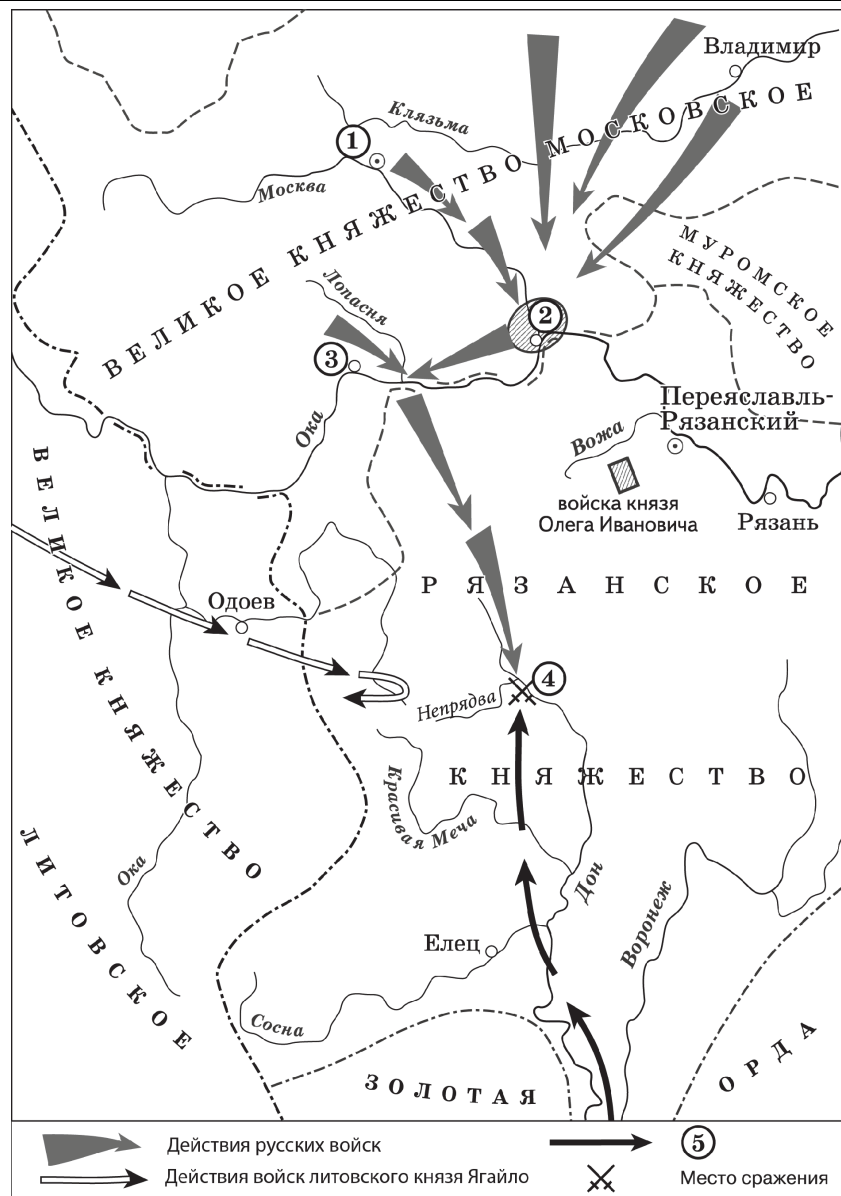 Владимир
Клязьма
1
Москва
ВЕЛИКОЕ КНЯЖЕСТВО МОСКОВСКОЕ
МУРОМСКОЕ
КНЯЖЕСТВО
Лопасня
2
3
Ока
Переяславль-
Рязанский
Вожа
войска князя
Олега Ивановича
Рязань
ВЕЛИКОЕ КНЯЖЕСТВО
ЛИТОВСКОЕ
Одоев
РЯЗАНСКОЕ
КНЯЖЕСТВО
4
Непрядва
Красивая Меча
Ока
Дон
Воронеж
Елец
Сосна
ЗОЛОТАЯ
ОРДА
Действия русских войск
5
Действия войск литовского князя Ягайло
Место сражения